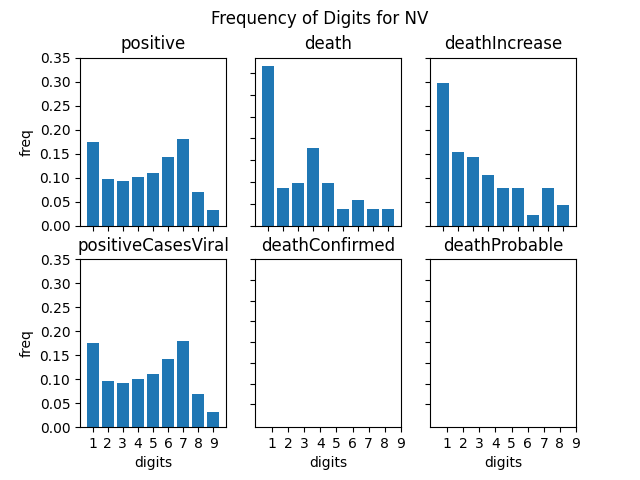 Frequency of Digits for NV
positive
death
deathIncrease
0.35
0.30
0.25
0.20
0.15
0.10
0.05
0.00
freq
positiveCasesViral
deathConfirmed
deathProbable
0.35
0.30
0.25
0.20
0.15
0.10
0.05
0.00
freq
1 2 3 4 5 6 7 8 9
1 2 3 4 5 6 7 8 9
1 2 3 4 5 6 7 8 9
digits
digits
digits